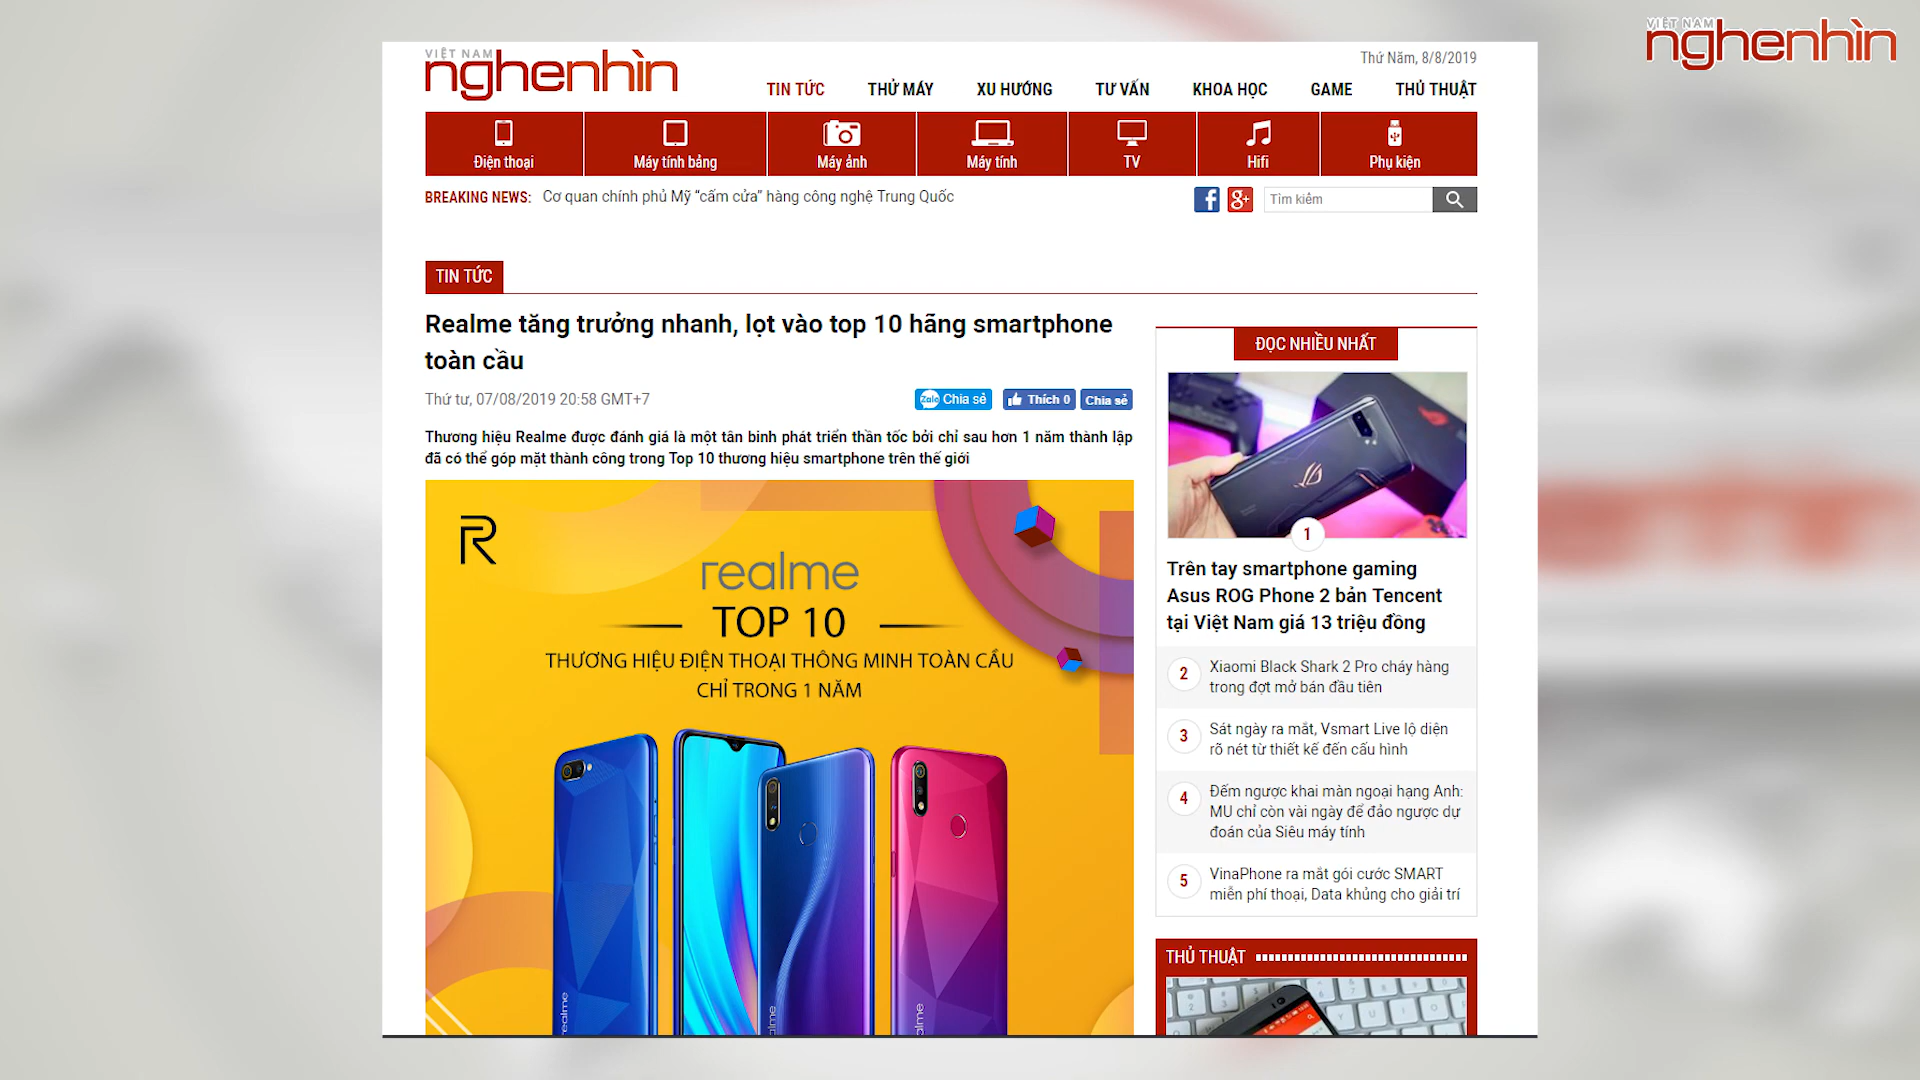 VIỆT NAM
nghenhìn
VIỆT NAM
nghenhìn
Thứ Năm, 8/8/2019
TIN TỨC THỬ MÁY XU HƯỚNG TƯ VẤN KHOA HỌC GAME THỦ THUẬT
Điện thoại Máy tính bảng Máy ảnh Máy tính TV Hifi Phụ kiện
BREAKING NEWS: Cơ quan chính phủ Mỹ “cấm cửa” hàng công nghệ Trung Quốc
f g+ Tìm kiếm
TIN TỨC
Realme tăng trưởng nhanh, lọt vào top 10 hãng smartphone
toàn cầu
Thứ tư, 07/08/2019 20:58 GMT+7
Zalo Chia sẻ Thích 0 Chia sẻ
Thương hiệu Realme được đánh giá là một tân binh phát triển thần tốc bởi chỉ sau hơn 1 năm thành lập
đã có thể góp mặt thành công trong Top 10 thương hiệu smartphone trên thế giới
R
realme
TOP 10
THƯƠNG HIỆU ĐIỆN THOẠI THÔNG MINH TOÀN CẦU
CHỈ TRONG 1 NĂM
realme
realme
ĐỌC NHIỀU NHẤT
1
Trên tay smartphone gaming
Asus ROG Phone 2 bản Tencent
tại Việt Nam giá 13 triệu đồng
2 Xiaomi Black Shark 2 Pro cháy hàng
trong đợt mở bán đầu tiên
3 Sát ngày ra mắt, Vsmart Live lộ diện
rõ nét từ thiết kế đến cấu hình
4 Đếm ngược khai màn ngoại hạng Anh:
MU chỉ còn vài ngày để đảo ngược dự
đoán của Siêu máy tính
5 VinaPhone ra mắt gói cước SMART
miễn phí thoại, Data khủng cho giải trí
THỦ THUẬT